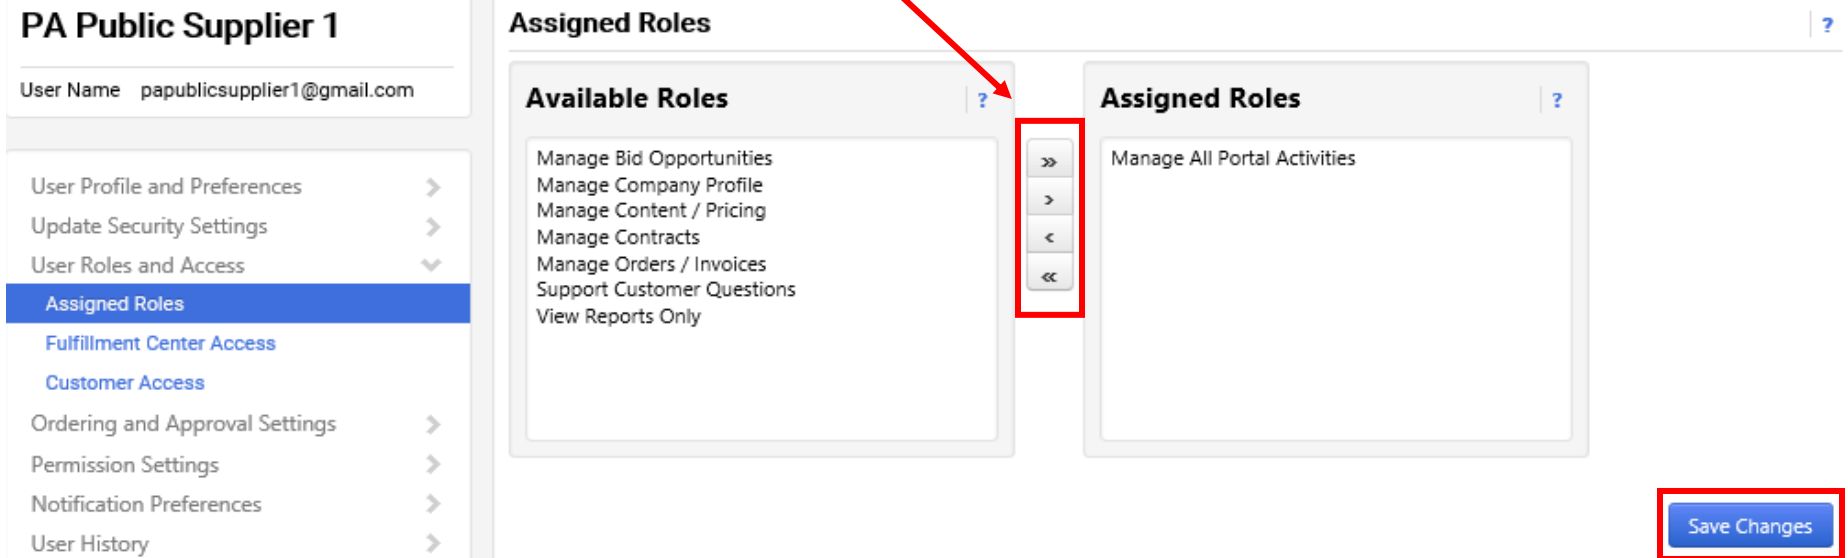 PA Public Supplier 1
User Name papublicsupplier1@gmail.com
User Profile and Preferences
Update Security Settings
User Roles and Access
Assigned Roles
Fulfillment Center Access
Customer Access
Ordering and Approval Settings
Permission Settings
Notification Preferences
User History
Assigned Roles
?
Available Roles
?
Manage Bid Opportunities
Manage Company Profile
Manage Content / Pricing
Manage Contracts
Manage Orders / Invoices
Support Customer Questions
View Reports Only
»
>
<
«
Assigned Roles
?
Manage All Portal Activities
Save Changes